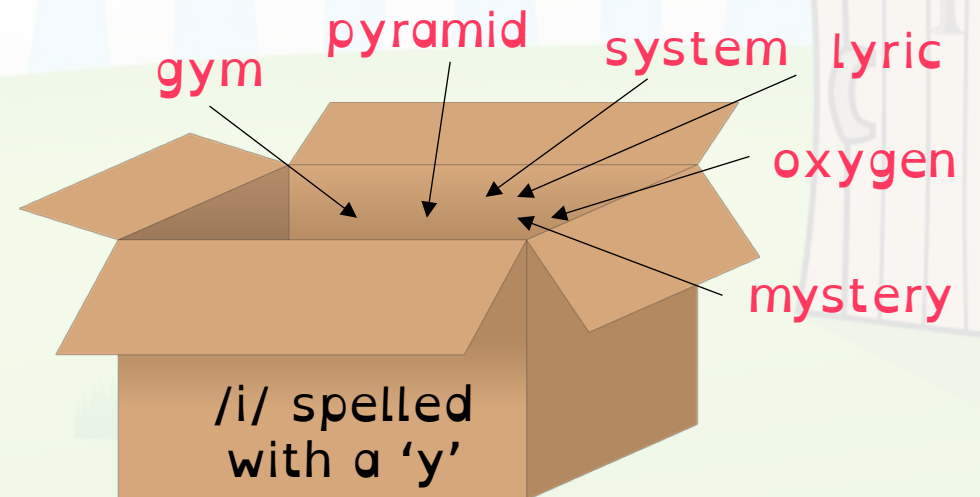 gym
pyramid
system
lyric
oxygen
mystery
/i/ spelled
with a ‘y’